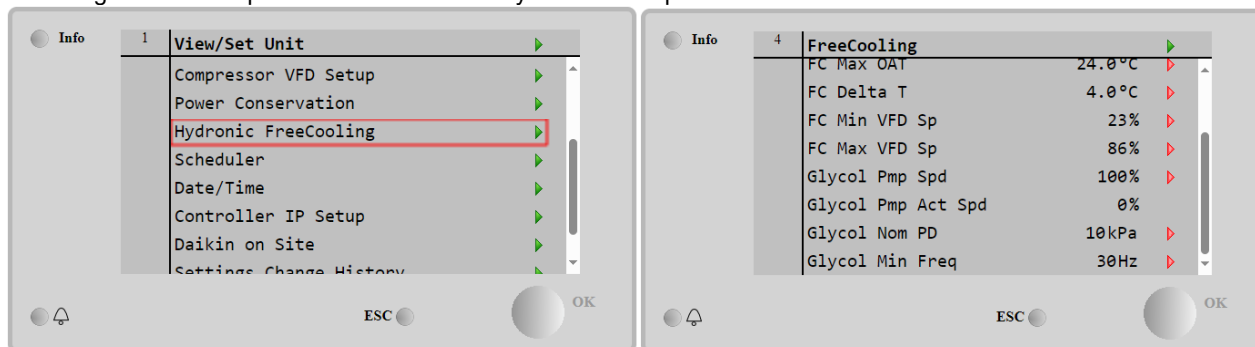 Info 1 View/Set Unit
Compressor VFD Setup
Power Conservation
Hydronic FreeCooling
Scheduler
Date/Time
Controller IP Setup
Daikin on Site
Settings Change History
ESC OK
Info 4 FreeCooling
FC Max OAT 24.0°C
FC Delta T 4.0°C
FC Min VFD Sp 23%
FC Max VFD Sp 86%
Glycol Pmp Spd 100%
Glycol Pmp Act Spd 0%
Glycol Nom PD 10kPa
Glycol Min Freq 30Hz
ESC OK